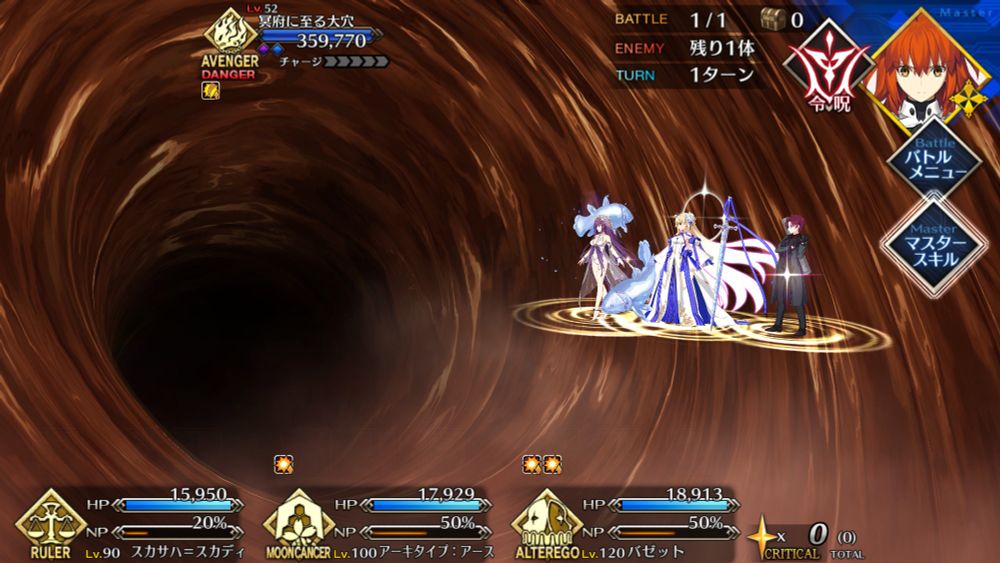 Lv.52
冥府に至る大穴
359,770
AVENGER
DANGER
チャージ
BATTLE 1/1
0
ENEMY 残り1体
TURN 1ターン
令呪
Master
Battle
バトル
メニュー
Master
マスター
スキル
HP 15,950
NP 20%
RULER
Lv.90 スカサハ=スカディ
HP 17,929
NP 50%
MOONCANCER
Lv.100 アーキタイプ:アース
HP 18,913
NP 50%
ALTEREGO
Lv.120 バゼット
x 0 (0)
CRITICAL TOTAL